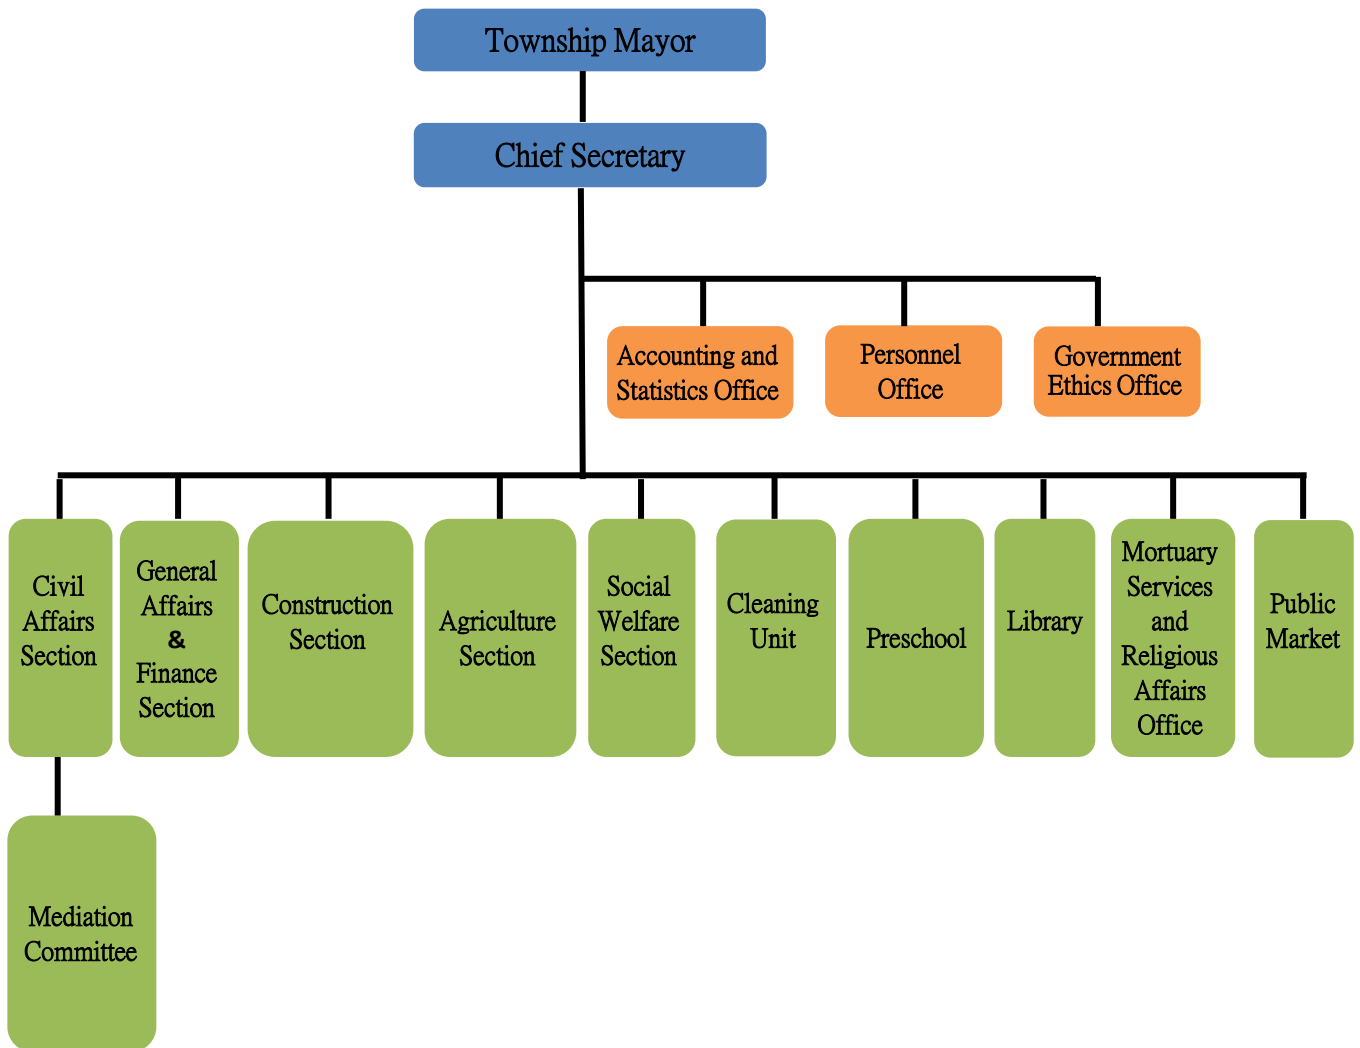 Township Mayor
Chief Secretary
Accounting and
Statistics Office
Personnel
Office
Government
Ethics Office
Civil
Affairs
Section
General
Affairs
&
Finance
Section
Construction
Section
Agriculture
Section
Social
Welfare
Section
Cleaning
Unit
Preschool
Library
Mortuary
Services
and
Religious
Affairs
Office
Public
Market
Mediation
Committee